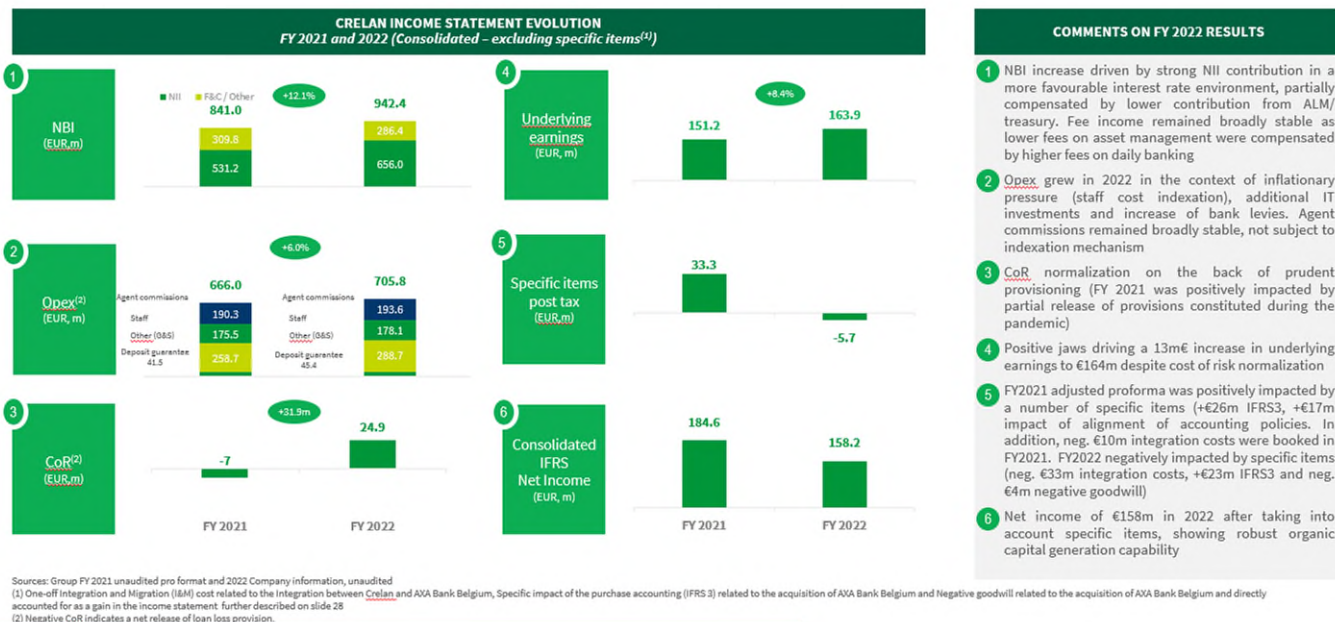 CRELAN INCOME STATEMENT EVOLUTION
FY 2021 and 2022 (Consolidated – excluding specific items(1))
1
NBI
(EUR,m)
NII
F&C / Other
+12.1%
841.0
942.4
309.8
286.4
531.2
656.0
2
Opex(2)
(EUR, m)
+6.0%
666.0
705.8
Agent commissions
190.3
Agent commissions
193.6
Staff
175.5
Staff
178.1
Other (G&S)
258.7
Other (G&S)
288.7
Deposit guarantee
41.5
Deposit guarantee
45.4
3
CoR(2)
(EUR,m)
+31.9m
-7
24.9
FY 2021
FY 2022
4
Underlying
earnings
(EUR, m)
+8.4%
151.2
163.9
5
Specific items
post tax
(EUR,m)
33.3
-5.7
6
Consolidated
IFRS
Net Income
(EUR, m)
184.6
158.2
FY 2021
FY 2022
COMMENTS ON FY 2022 RESULTS
1
NBI increase driven by strong NII contribution in a
more favourable interest rate environment, partially
compensated by lower contribution from ALM/
treasury. Fee income remained broadly stable as
lower fees on asset management were compensated
by higher fees on daily banking
2
Opex grew in 2022 in the context of inflationary
pressure (staff cost indexation), additional IT
investments and increase of bank levies. Agent
commissions remained broadly stable, not subject to
indexation mechanism
3
CoR normalization on the back of prudent
provisioning (FY 2021 was positively impacted by
partial release of provisions constituted during the
pandemic)
4
Positive jaws driving a 13m€ increase in underlying
earnings to €164m despite cost of risk normalization
5
FY2021 adjusted proforma was positively impacted by
a number of specific items (+€26m IFRS3, +€17m
impact of alignment of accounting policies. In
addition, neg. €10m integration costs were booked in
FY2021. FY2022 negatively impacted by specific items
(neg. €33m integration costs, +€23m IFRS3 and neg.
€4m negative goodwill)
6
Net income of €158m in 2022 after taking into
account specific items, showing robust organic
capital generation capability
Sources: Group FY 2021 unaudited pro format and 2022 Company information, unaudited
(1) One-off Integration and Migration (I&M) cost related to the Integration between Crelan and AXA Bank Belgium, Specific impact of the purchase accounting (IFRS 3) related to the acquisition of AXA Bank Belgium and Negative goodwill related to the acquisition of AXA Bank Belgium and directly
accounted for as a gain in the income statement further described on slide 28
(2) Negative CoR indicates a net release of loan loss provision.